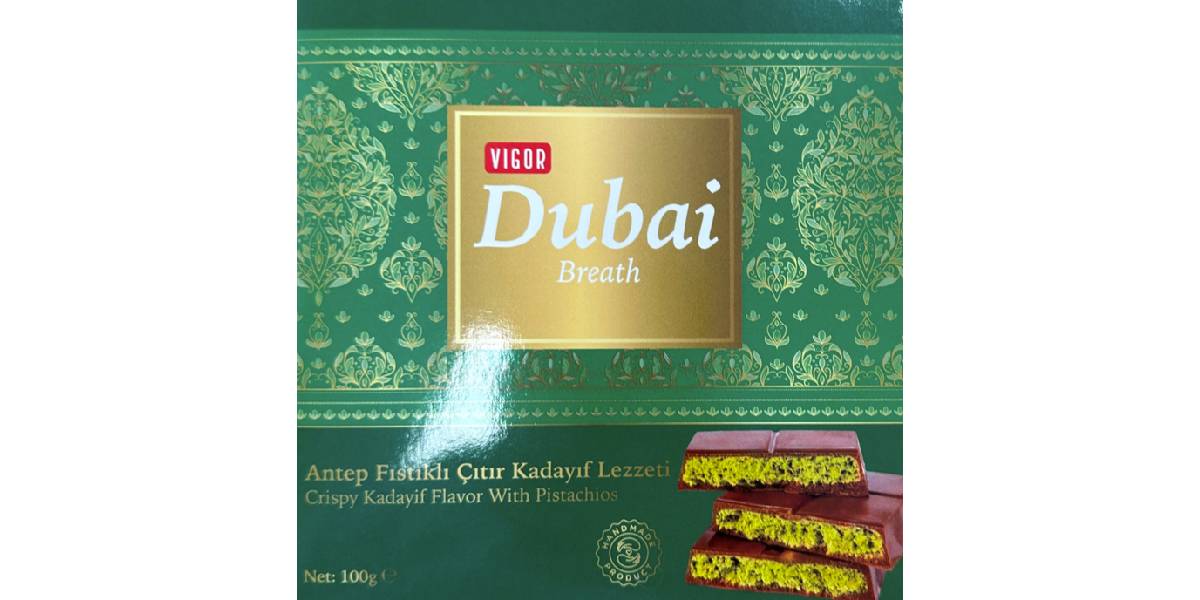 VIGOR
Dubai
Breath
Antep Fıstıklı Çıtır Kadayıf Lezzeti
Crispy Kadayif Flavor With Pistachios
HANDMADE
PRODUCT
Net: 100g ℮